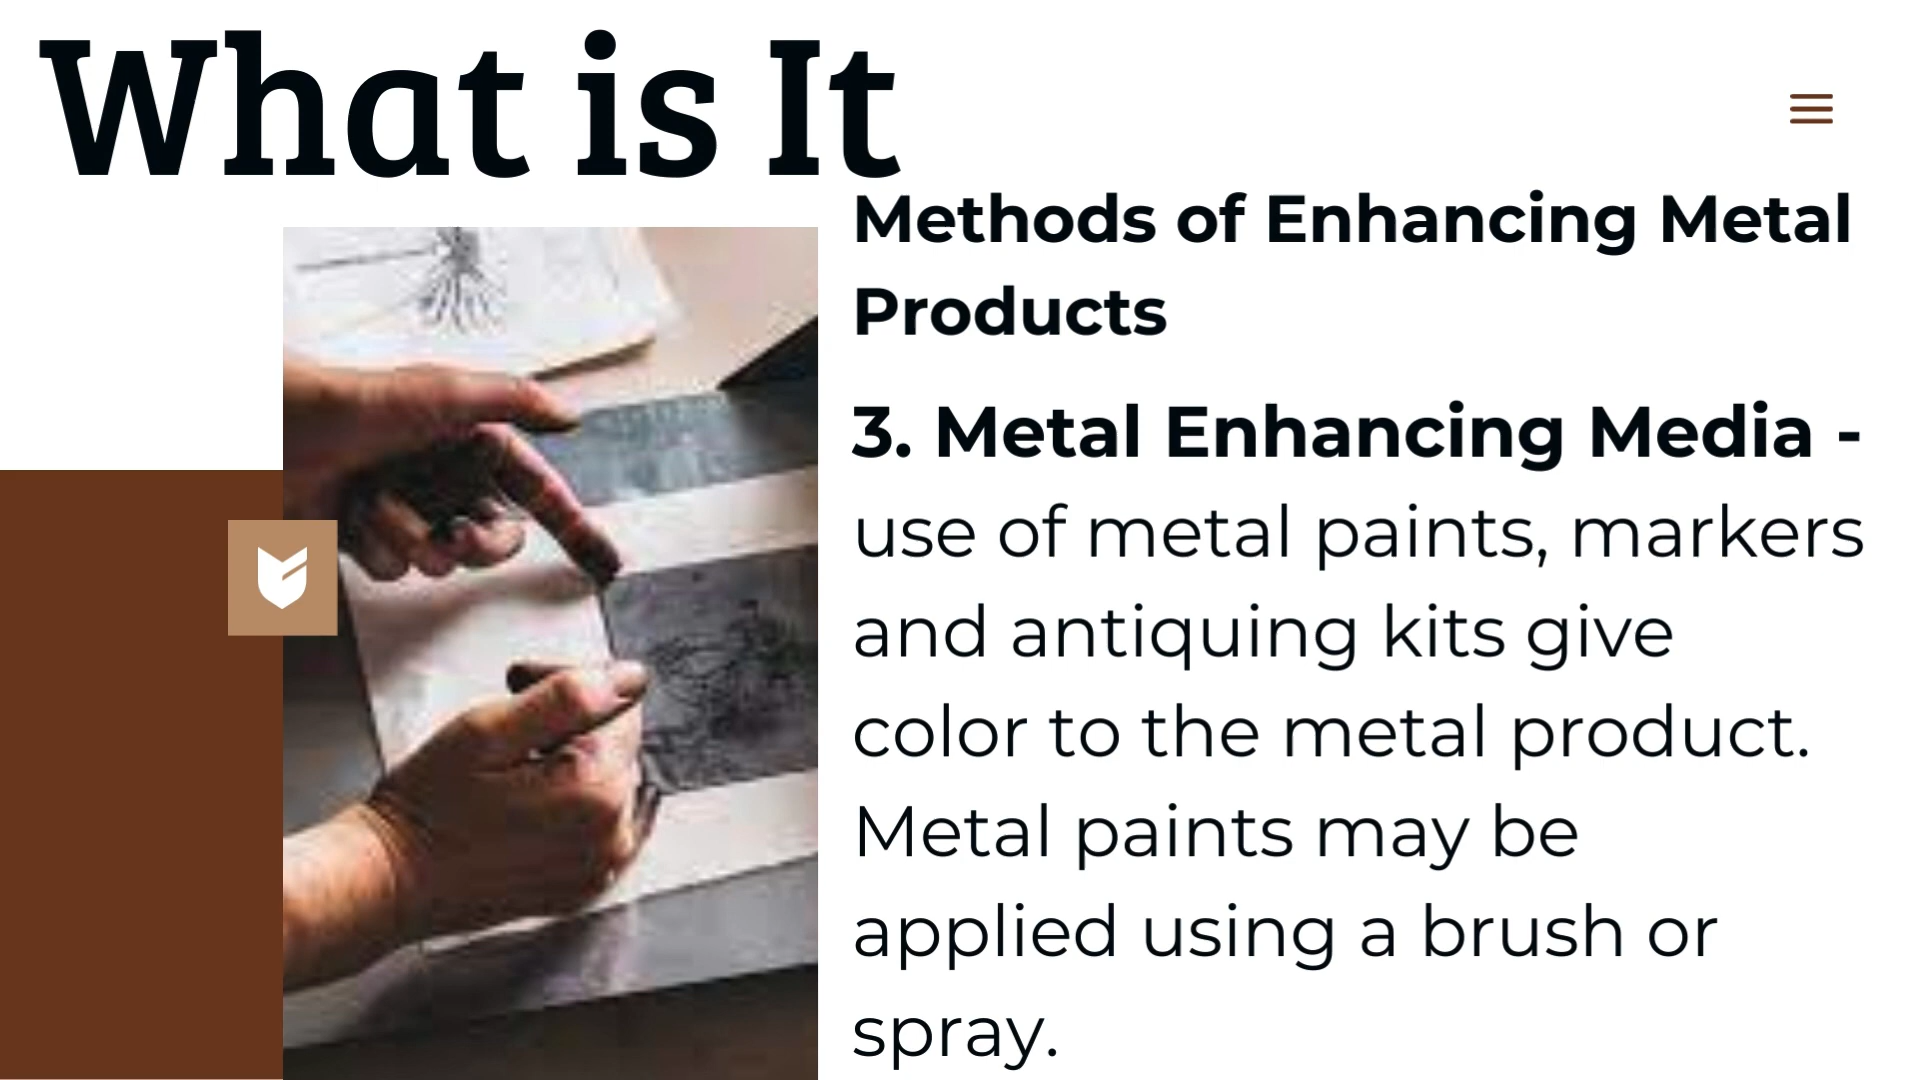 What is It
Methods of Enhancing Metal
Products
3. Metal Enhancing Media -
use of metal paints, markers
and antiquing kits give
color to the metal product.
Metal paints may be
applied using a brush or
spray.